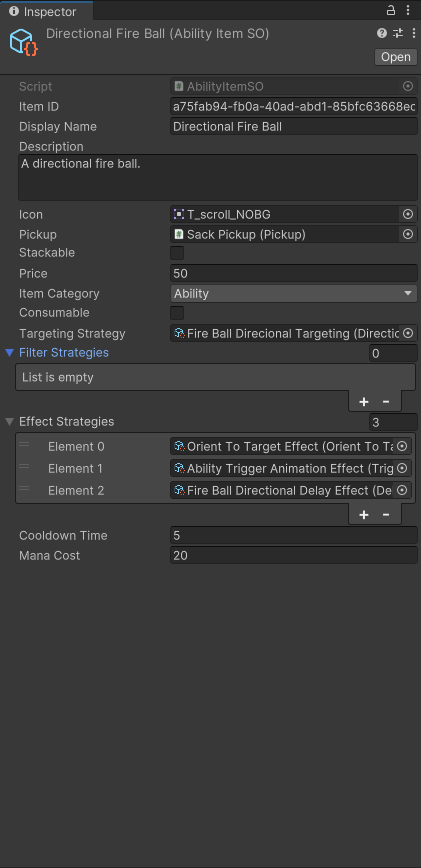 Inspector
Directional Fire Ball (Ability Item SO)
Open
Script # AbilityItemSO
Item ID a75fab94-fb0a-40ad-abd1-85bfc63668ec
Display Name Directional Fire Ball
Description
A directional fire ball.
Icon T_scroll_NOBG
Pickup # Sack Pickup (Pickup)
Stackable
Price 50
Item Category Ability
Consumable
Targeting Strategy Fire Ball Direcional Targeting (Directic
Filter Strategies 0
List is empty
+ -
Effect Strategies 3
Element 0 Orient To Target Effect (Orient To Ta
Element 1 Ability Trigger Animation Effect (Trig
Element 2 Fire Ball Directional Delay Effect (De
+ -
Cooldown Time 5
Mana Cost 20